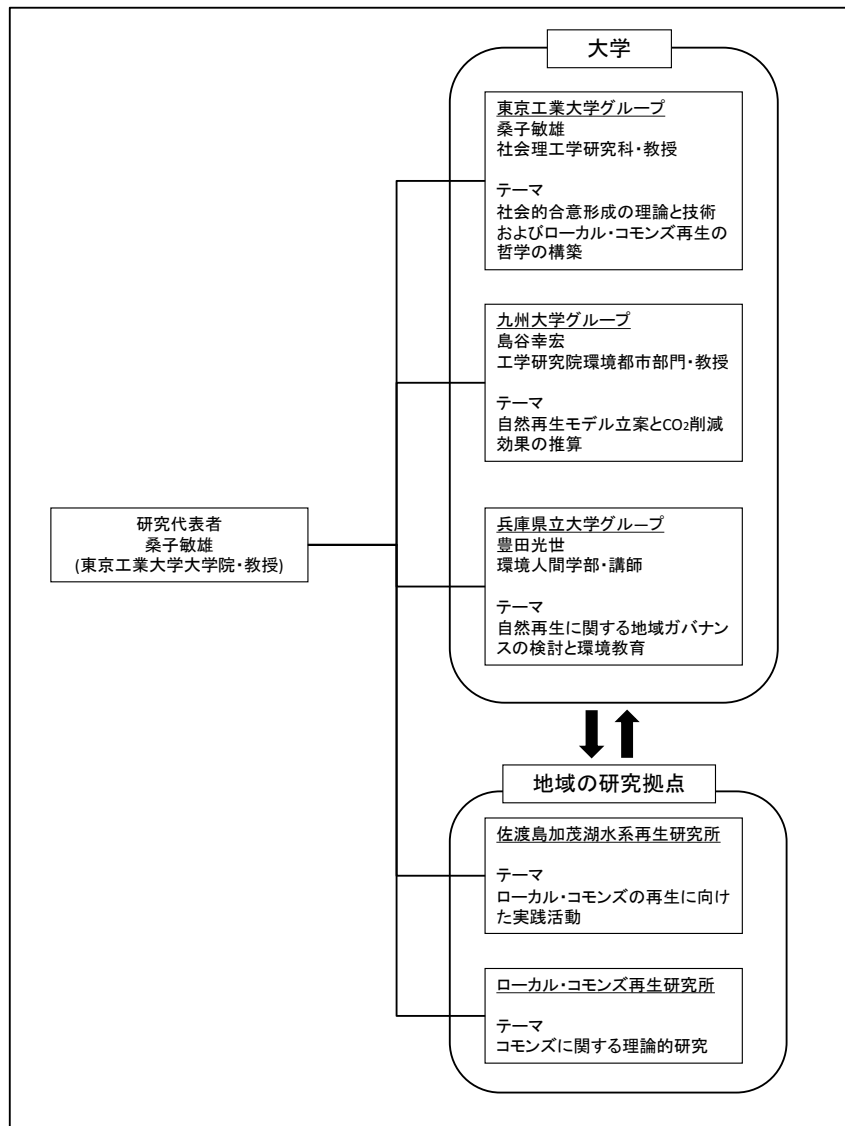 大学
東京工業大学グループ
桑子敏雄
社会理工学研究科・教授
テーマ
社会的合意形成の理論と技術
およびローカル・コモンズ再生の
哲学の構築
九州大学グループ
島谷幸宏
工学研究院環境都市部門・教授
テーマ
自然再生モデル立案とCO₂削減
効果の推算
兵庫県立大学グループ
豊田光世
環境人間学部・講師
テーマ
自然再生に関する地域ガバナン
スの検討と環境教育
研究代表者
桑子敏雄
(東京工業大学大学院・教授)
地域の研究拠点
佐渡島加茂湖水系再生研究所
テーマ
ローカル・コモンズの再生に向け
た実践活動
ローカル・コモンズ再生研究所
テーマ
コモンズに関する理論的研究